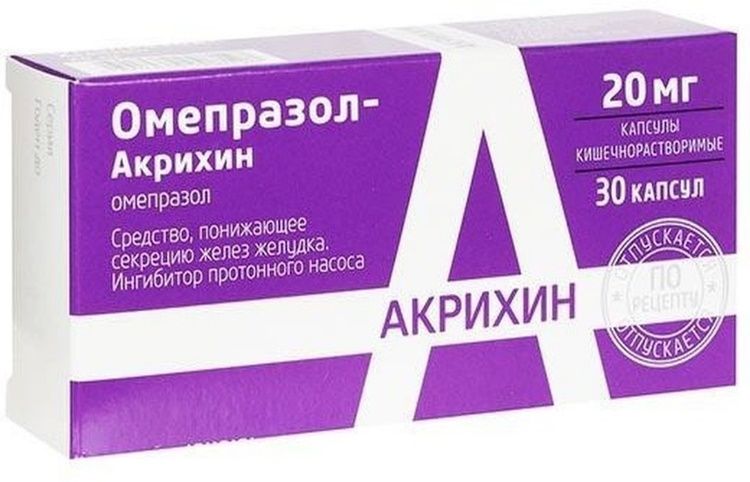 Омепразол-
Акрихин
омепразол
Средство, понижающее
секрецию желез желудка.
Ингибитор протонного насоса
20 мг
КАПСУЛЫ
КИШЕЧНОРАСТВОРИМЫЕ
30 КАПСУЛ
ОТПУСКАЕТСЯ
ПО
РЕЦЕПТУ
ОТПУСКАЕТСЯ
АКРИХИН
Серия
Годен до